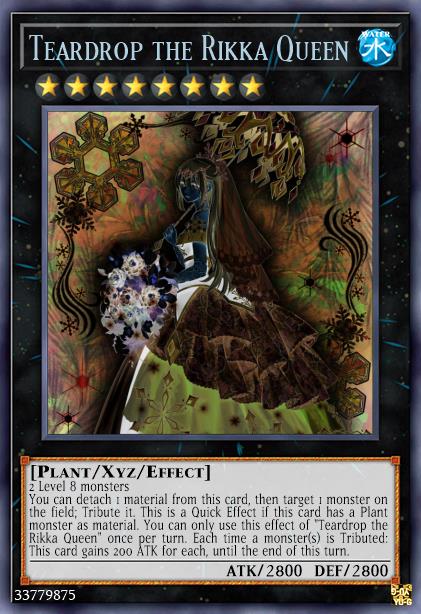 TEARDROP THE RIKKA QUEEN
WATER
水
[PLANT/XYZ/EFFECT]
2 Level 8 monsters
You can detach 1 material from this card, then target 1 monster on
the field; Tribute it. This is a Quick Effect if this card has a Plant
monster as material. You can only use this effect of "Teardrop the
Rikka Queen" once per turn. Each time a monster(s) is Tributed:
This card gains 200 ATK for each, until the end of this turn.
ATK/2800 DEF/2800
33779875